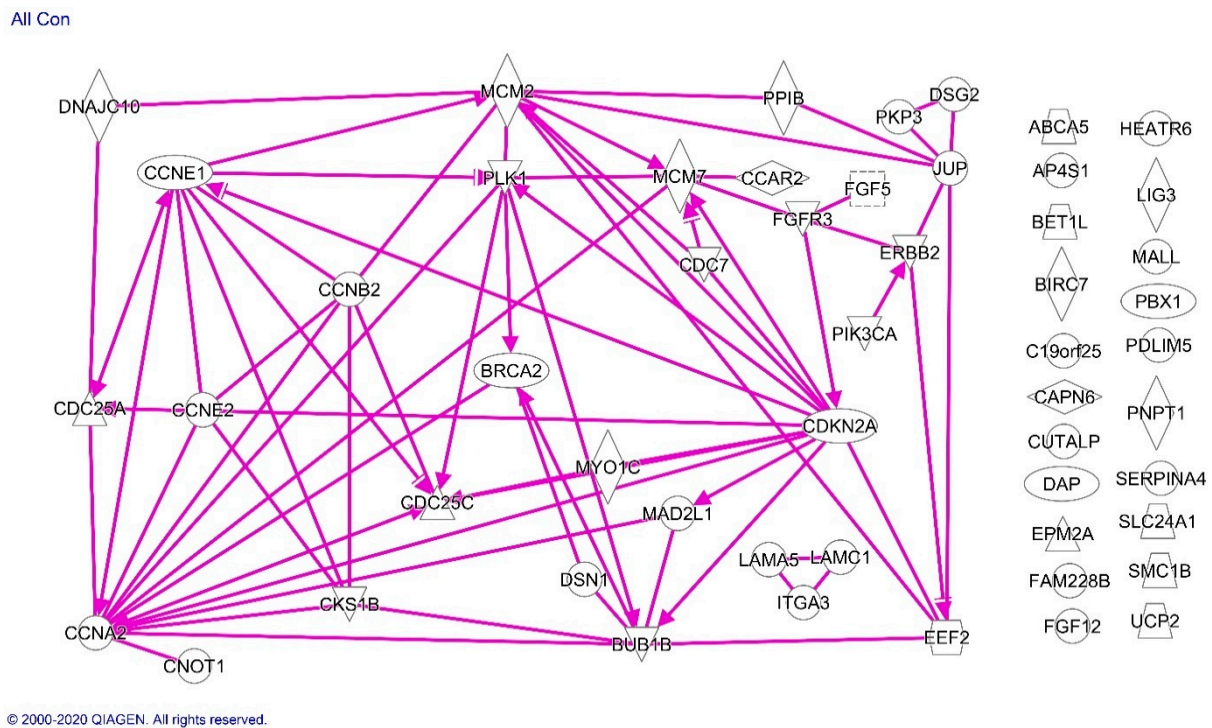 All Con
DNAJC10
MCM2
PPIB
DSG2
PKP3
CCNE1
PLK1
MCM7
CCAR2
FGF5
JUP
FGFR3
ERBB2
CDC7
CCNB2
PIK3CA
BRCA2
CDC25A
CCNE2
CDKN2A
MYO1C
CDC25C
MAD2L1
LAMA5
LAMC1
DSN1
ITGA3
CKS1B
CCNA2
BUB1B
EEF2
CNOT1
ABCA5
AP4S1
BET1L
BIRC7
C19orf25
CAPN6
CUTALP
DAP
EPM2A
FAM228B
FGF12
HEATR6
LIG3
MALL
PBX1
PDLIM5
PNPT1
SERPINA4
SLC24A1
SMC1B
UCP2
© 2000-2020 QIAGEN. All rights reserved.